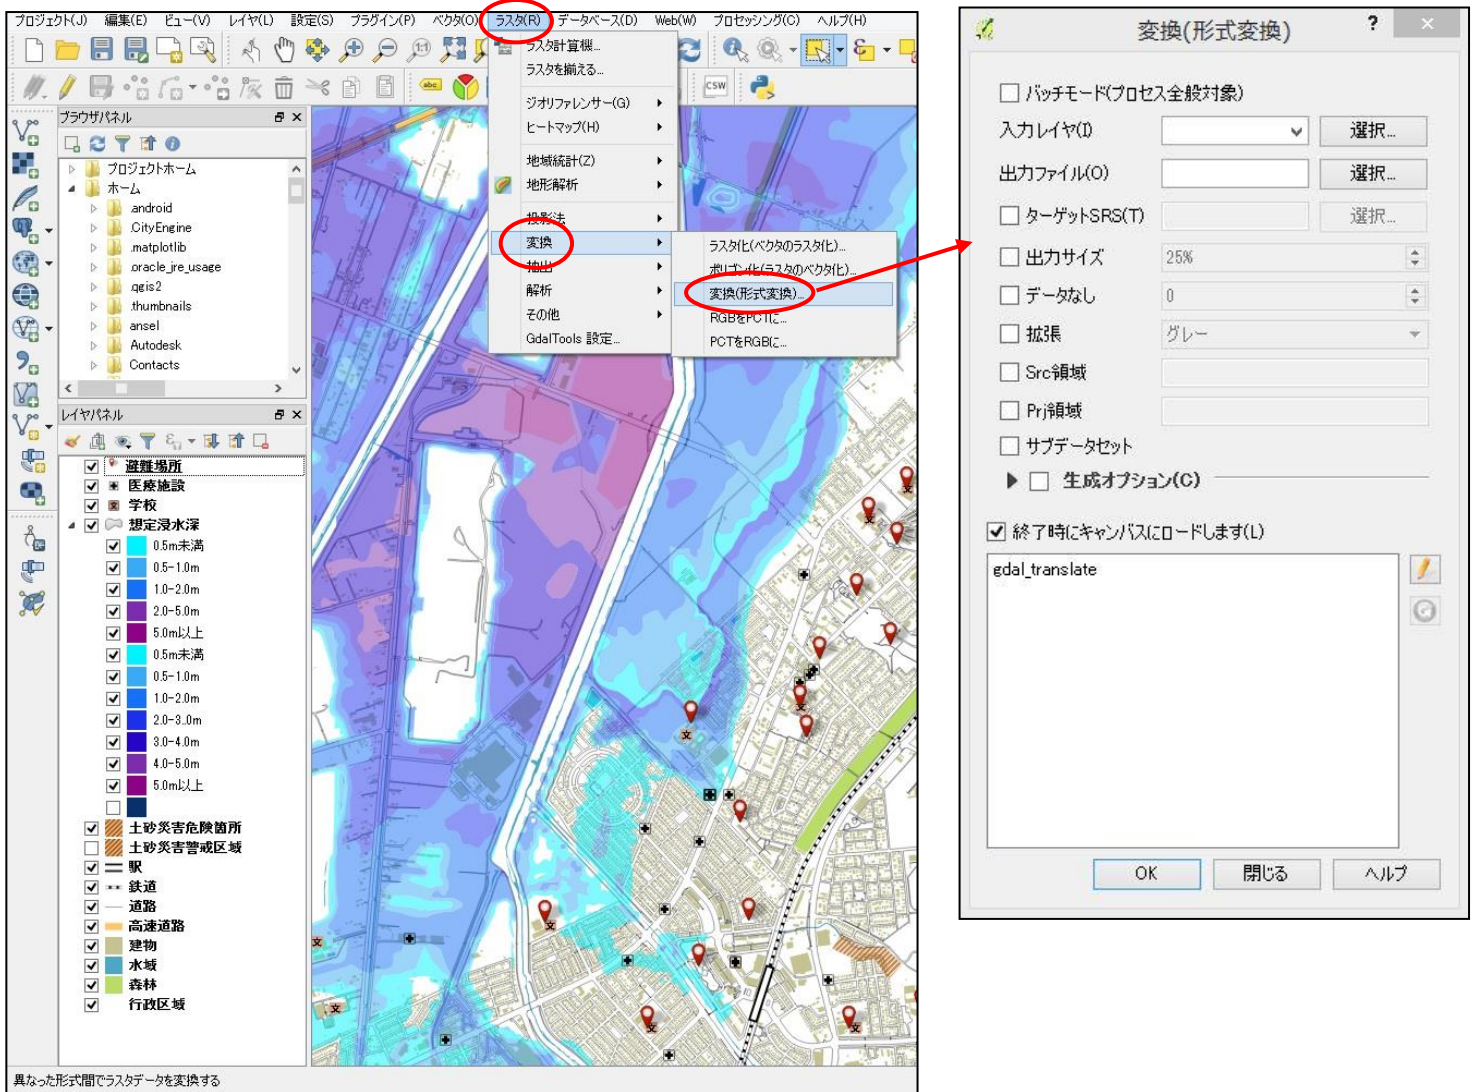 プロジェクト(J) 編集(E) ビュー(V) レイヤ(L) 設定(S) プラグイン(P) ベクタ(O) ラスタ(R) データベース(D) Web(W) プロセッシング(C) ヘルプ(H)
abc
CSW
ラスタ計算機...
ラスタを揃える...
ジオリファレンサー(G)
ヒートマップ(H)
地域統計(Z)
地形解析
投影法
変換
抽出
解析
その他
GdalTools 設定...
ラスタ化(ベクタのラスタ化)...
ポリゴン化(ラスタのベクタ化)...
変換(形式変換)...
RGBをPCTに...
PCTをRGBに...
ブラウザパネル
プロジェクトホーム
ホーム
.android
.CityEngine
.matplotlib
.oracle_jre_usage
.qgis2
.thumbnails
ansel
Autodesk
Contacts
レイヤパネル
避難場所
医療施設
学校
想定浸水深
0.5m未満
0.5-1.0m
1.0-2.0m
2.0-5.0m
5.0m以上
0.5m未満
0.5-1.0m
1.0-2.0m
2.0-3.0m
3.0-4.0m
4.0-5.0m
5.0m以上
土砂災害危険箇所
土砂災害警戒区域
駅
鉄道
道路
高速道路
建物
水域
森林
行政区域
異なった形式間でラスタデータを変換する
変換(形式変換)
?
バッチモード(プロセス全般対象)
入力レイヤ(I)
選択...
出力ファイル(O)
選択...
ターゲットSRS(T)
選択...
出力サイズ
25%
データなし
0
拡張
グレー
Src領域
Prj領域
サブデータセット
生成オプション(C)
終了時にキャンバスにロードします(L)
gdal_translate
OK
閉じる
ヘルプ